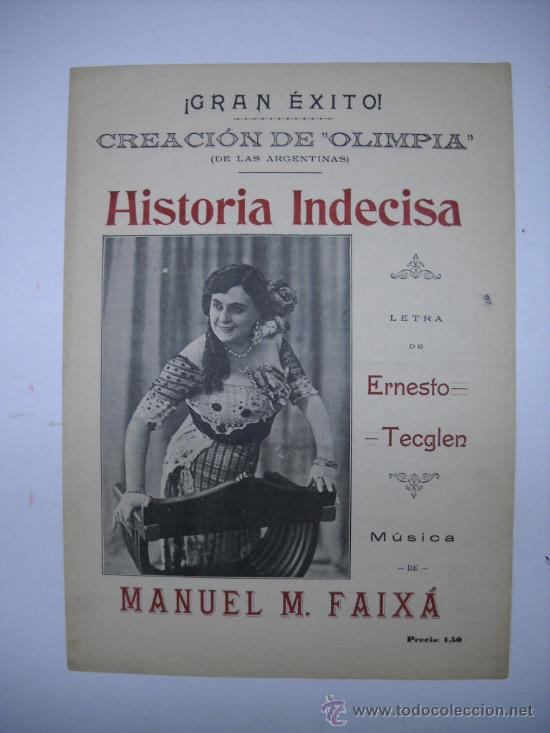 ¡GRAN ÉXITO!
CREACIÓN DE "OLIMPIA"
(DE LAS ARGENTINAS)
Historia Indecisa
LETRA
DE
Ernesto
Tecglen
Música
DE
MANUEL M. FAIXÁ
Precio: 1,50
todocoleccion.net